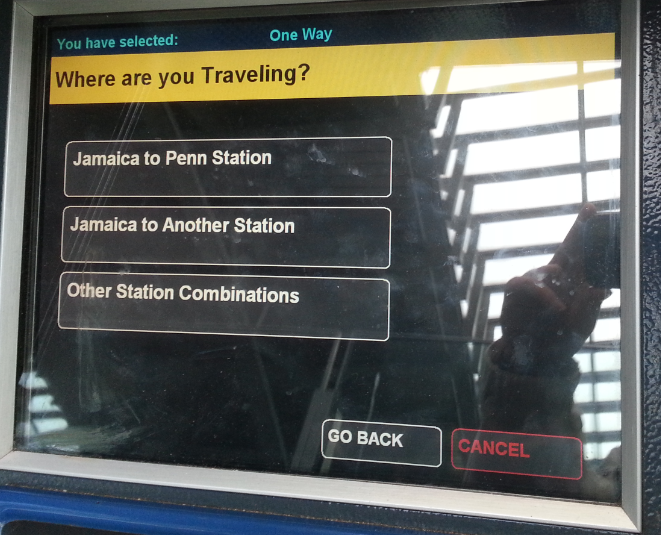 You have selected: One Way
Where are you Traveling?
Jamaica to Penn Station
Jamaica to Another Station
Other Station Combinations
GO BACK CANCEL